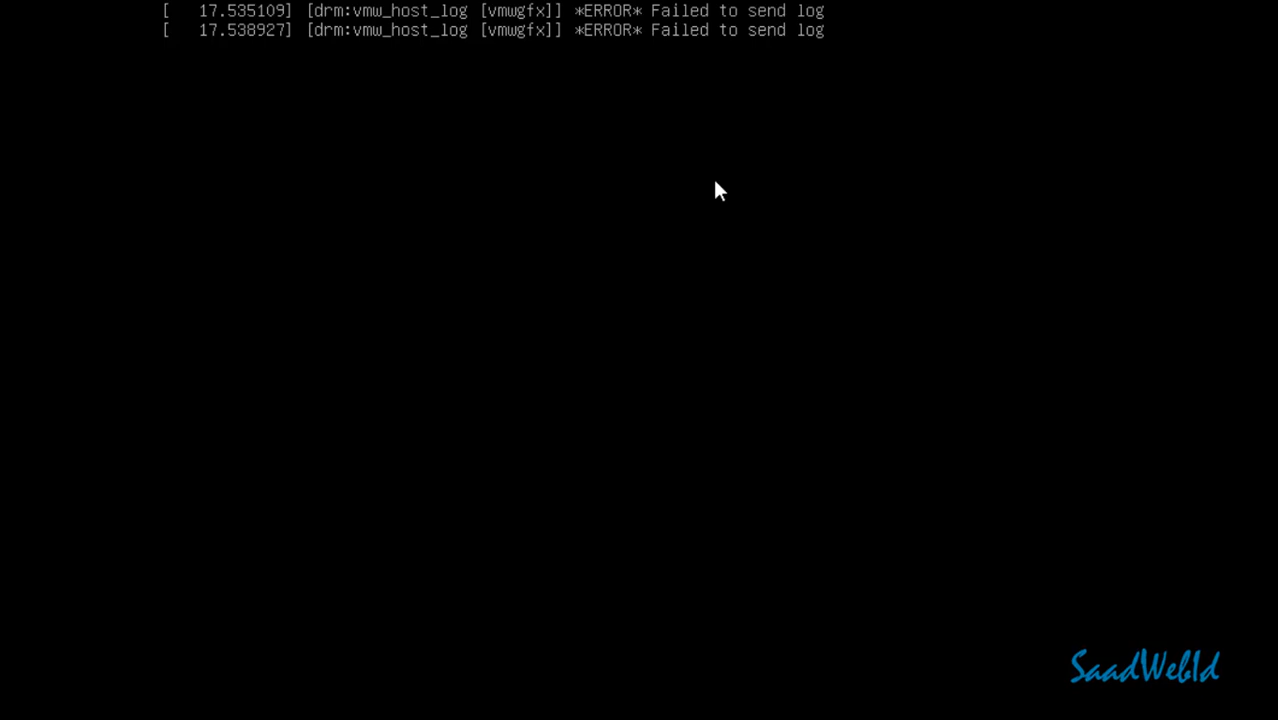 [   17.535109] [drm:vmw_host_log [vmwgfx]] *ERROR* Failed to send log
[   17.538927] [drm:vmw_host_log [vmwgfx]] *ERROR* Failed to send log
SaadWebId